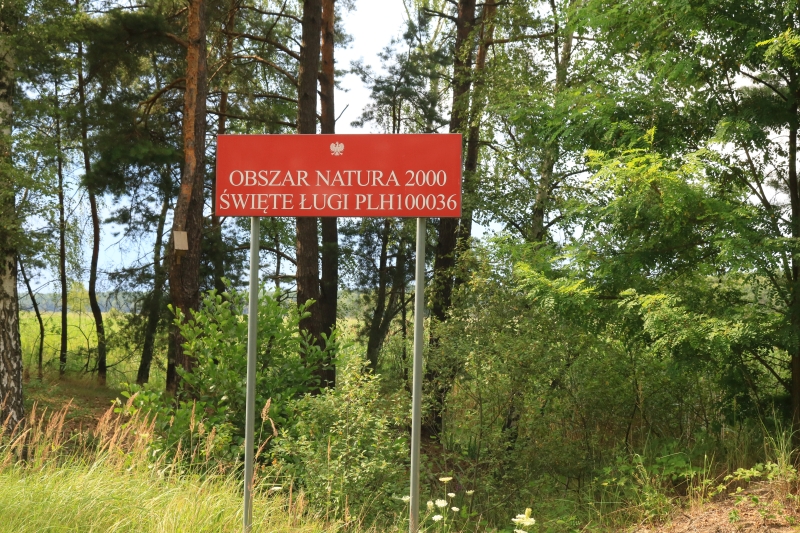 OBSZAR NATURA 2000
ŚWIĘTE ŁUGI PLH100036